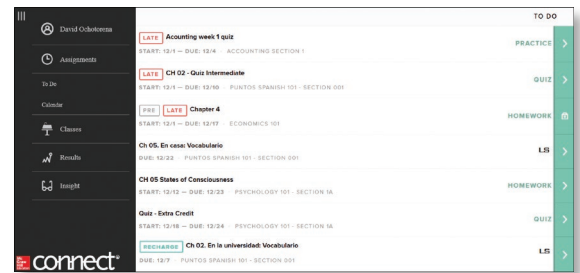 TO DO
David Ochotorena
Assignments
To Do
Calendar
Classes
Results
Insight
connect®
LATE Acounting week 1 quiz
START: 12/1 — DUE: 12/4 · ACCOUNTING SECTION 1
PRACTICE
LATE CH 02 - Quiz Intermediate
START: 12/1 — DUE: 12/10 · PUNTOS SPANISH 101 - SECTION 001
QUIZ
PRE LATE Chapter 4
START: 12/1 — DUE: 12/17 ECONOMICS 101
HOMEWORK
Ch 05. En casa: Vocabulario
DUE: 12/23 · PUNTOS SPANISH 101 - SECTION 001
LS
CH 05 States of Consciousness
START: 12/12 — DUE: 12/23 · PSYCHOLOGY 101 - SECTION 1A
HOMEWORK
Quiz - Extra Credit
START: 12/16 — DUE: 12/24 · PSYCHOLOGY 101 - SECTION 1A
QUIZ
RECHARGE Ch 02. En la universidad: Vocabulario
DUE: 12/7 · PUNTOS SPANISH 101 - SECTION 001
LS